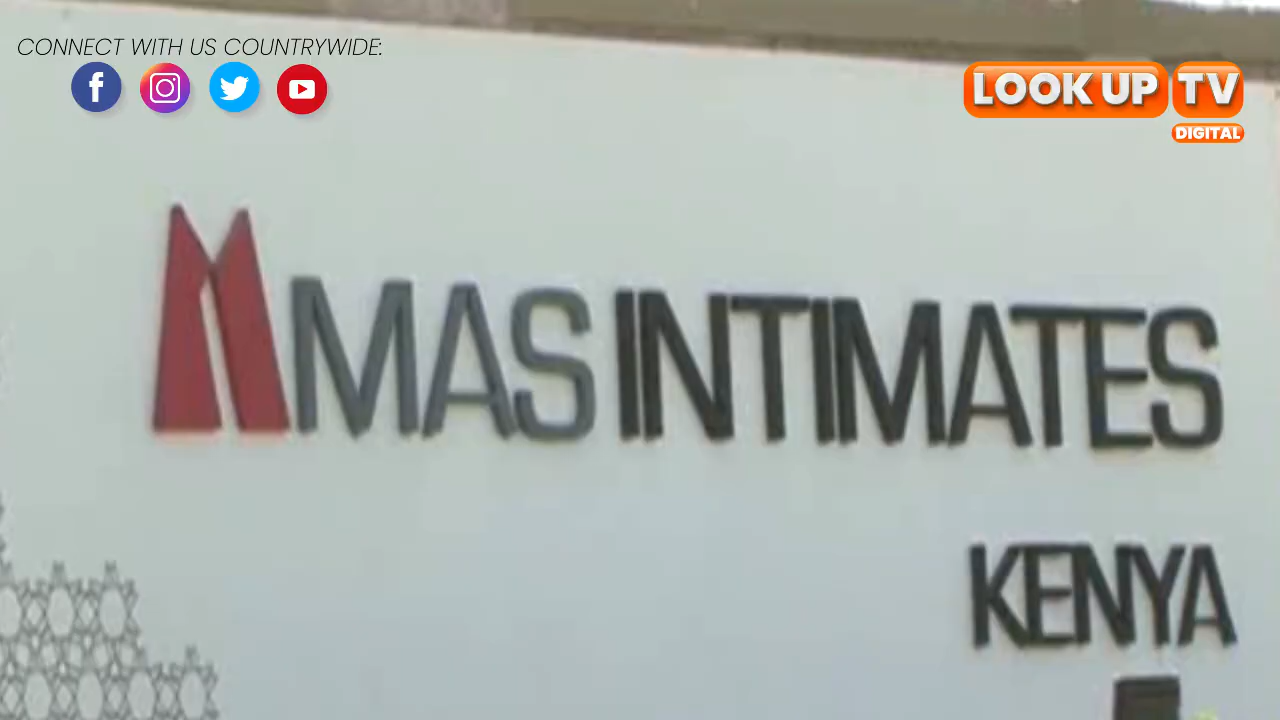 CONNECT WITH US COUNTRYWIDE:
LOOK UP TV
DIGITAL
MAS INTIMATES
KENYA